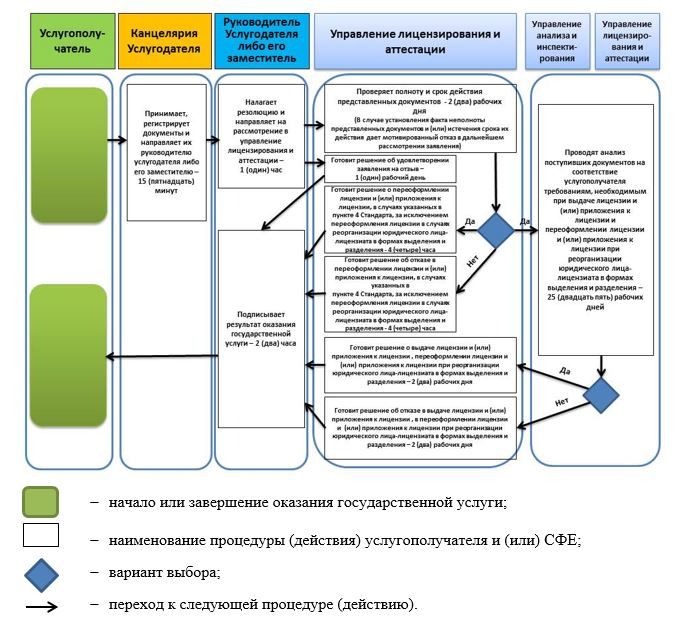 Услугополу-
чатель
Канцелярия
Услугодателя
Руководитель
Услугодателя
либо его
заместитель
Управление лицензирования и
аттестации
Управление
анализа и
инспекти-
рования
Управление
лицензиро-
вания и
аттестации
Принимает,
регистрирует
документы и
направляет их
руководителю
услугодателя либо
его заместителю –
15 (пятнадцать)
минут
Налагает
резолюцию и
направляет на
рассмотрение в
управление
лицензирования и
аттестации –
1 (один) час
Подписывает
результат оказания
государственной
услуги – 2 (два) часа
Проверяет полноту и срок действия
представленных документов - 2 (два) рабочих
дня
(В случае установления факта неполноты
представленных документов и (или) истечения срока их
действия дает мотивированный отказ в дальнейшем
рассмотрении заявления)
Готовит решение об удовлетворении
заявления на отзыв –
1 (один) рабочий день
Готовит решение о переоформлении
лицензии и (или) приложения к
лицензии, в случаях указанных в
пункте 4 Стандарта, за исключением
переоформления лицензии в случаях
реорганизации юридического лица-
лицензиата в формах выделения и
разделения - 4 (четыре) часа
Готовит решение об отказе в
переоформлении лицензии и (или)
приложения к лицензии, в случаях
указанных в
пункте 4 Стандарта, за исключением
переоформления лицензии в случаях
реорганизации юридического лица-
лицензиата в формах выделения и
разделения - 4 (четыре) часа
Готовит решение о выдаче лицензии и (или)
приложения к лицензии , переоформлении лицензии и
(или) приложения к лицензии при реорганизации
юридического лица-лицензиата в формах выделения и
разделения – 2 (два) рабочих дня
Готовит решение об отказе в выдаче лицензии и (или)
приложения к лицензии , в переоформлении лицензии
и (или) приложения к лицензии при реорганизации
юридического лица-лицензиата в формах выделения и
разделения – 2 (два) рабочих дня
Да
Да
Нет
Проводят анализ
поступивших документов на
соответствие
услугополучателя
требованиям, необходимым
при выдаче лицензии и
(или) приложения к
лицензии и
переоформлении лицензии
и (или) приложения к
лицензии при
реорганизации
юридического лица-
лицензиата в формах
выделения и разделения –
25 (двадцать пять) рабочих
дней
Да
Нет
– начало или завершение оказания государственной услуги;
– наименование процедуры (действия) услугополучателя и (или) СФЕ;
– вариант выбора;
– переход к следующей процедуре (действию).